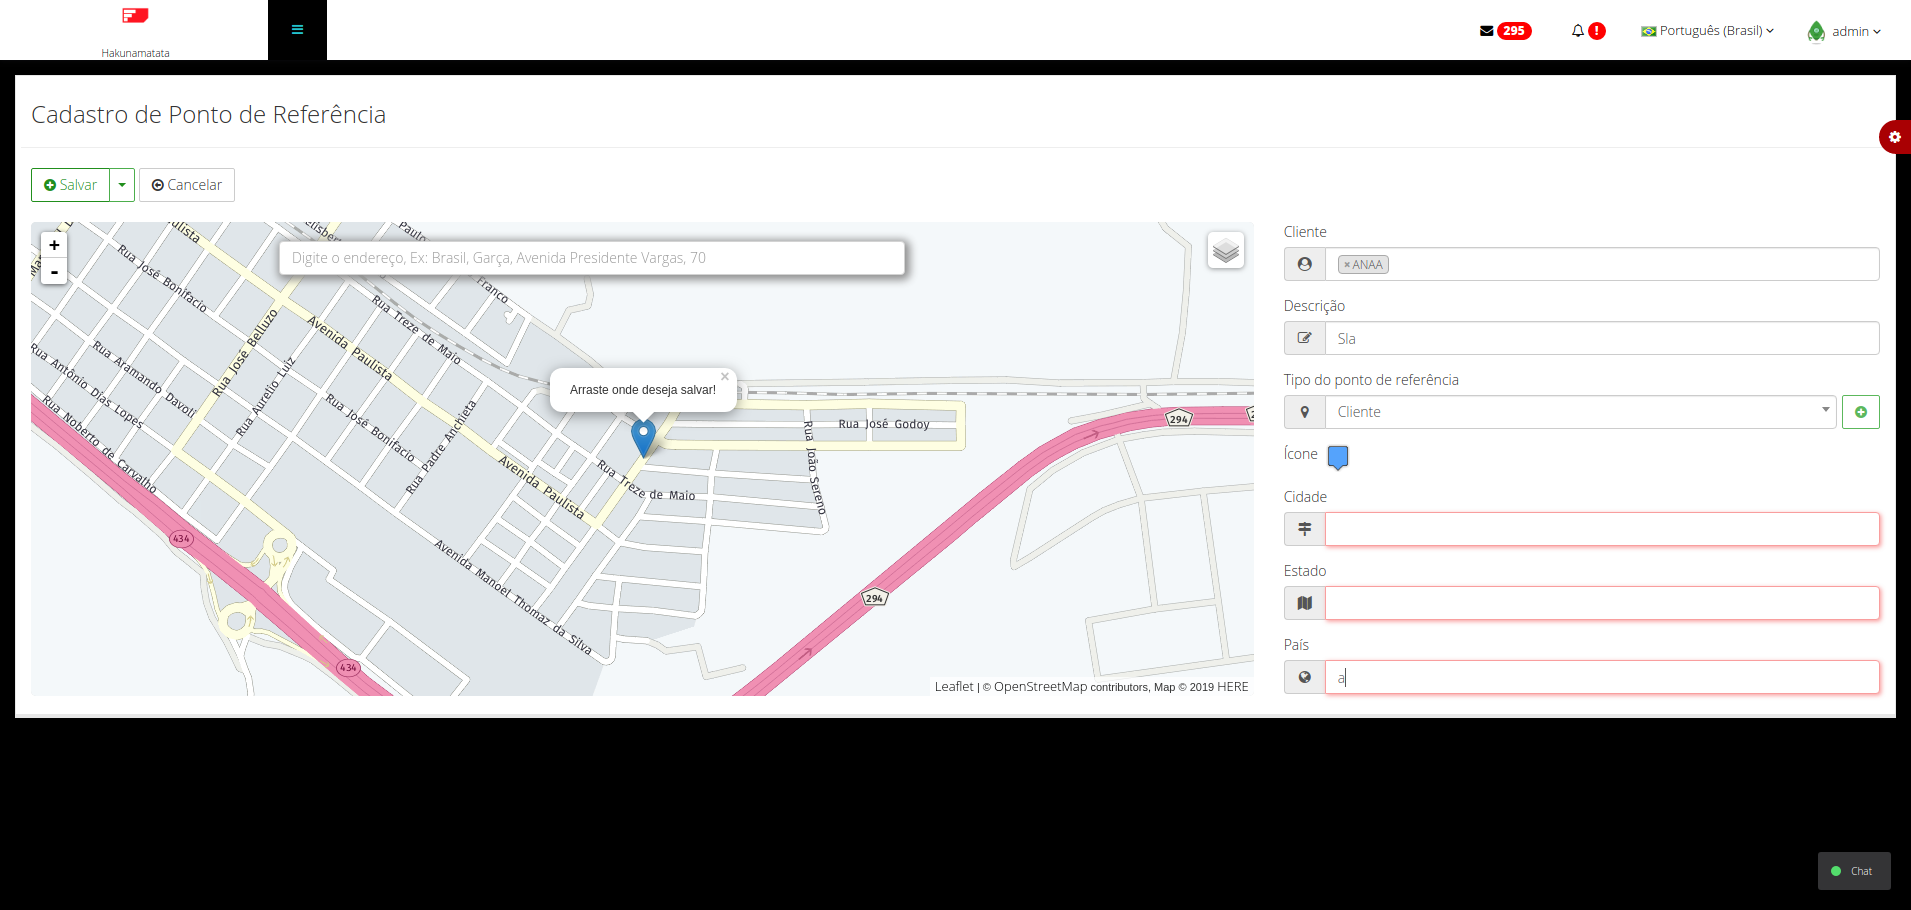 Hakunamatata
295
!
Português (Brasil)
admin
Cadastro de Ponto de Referência
Salvar
Cancelar
+
-
Digite o endereço, Ex: Brasil, Garça, Avenida Presidente Vargas, 70
Rua José Bonifacio
Franco
Rua Treze de Maio
Avenida Paulista
Rua José Belluzo
Rua Antônio Dias Lopes
Rua Aramando Davoli
Rua Aurelio Luiz
Rua José Bonifacio
Rua Padre Anchieta
Rua Noberto de Carvalho
Arraste onde deseja salvar!
×
Rua José Godoy
Rua João Sereno
294
Avenida Paulista
Rua Treze de Maio
434
Avenida Manoel Thomaz da Silva
294
434
Leaflet | © OpenStreetMap contributors, Map © 2019 HERE
Cliente
× ANAA
Descrição
Sla
Tipo do ponto de referência
Cliente
Ícone
Cidade
Estado
País
a
Chat